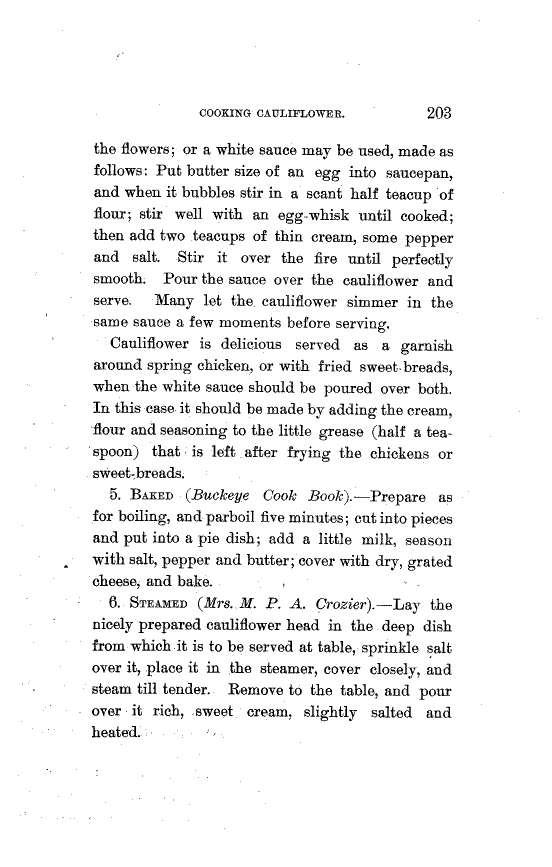 COOKING CAULIFLOWER. 203
the flowers; or a white sauce may be used, made as
follows: Put butter size of an egg into saucepan,
and when it bubbles stir in a scant half teacup of
flour; stir well with an egg-whisk until cooked;
then add two teacups of thin cream, some pepper
and salt. Stir it over the fire until perfectly
smooth. Pour the sauce over the cauliflower and
serve. Many let the cauliflower simmer in the
same sauce a few moments before serving.
Cauliflower is delicious served as a garnish
around spring chicken, or with fried sweet-breads,
when the white sauce should be poured over both.
In this case it should be made by adding the cream,
flour and seasoning to the little grease (half a tea-
spoon) that is left after frying the chickens or
sweet-breads.
5. BAKED (Buckeye Cook Book).—Prepare as
for boiling, and parboil five minutes; cut into pieces
and put into a pie dish; add a little milk, season
with salt, pepper and butter; cover with dry, grated
cheese, and bake.
6. STEAMED (Mrs. M. P. A. Crozier).—Lay the
nicely prepared cauliflower head in the deep dish
from which it is to be served at table, sprinkle salt
over it, place it in the steamer, cover closely, and
steam till tender. Remove to the table, and pour
over it rich, sweet cream, slightly salted and
heated.